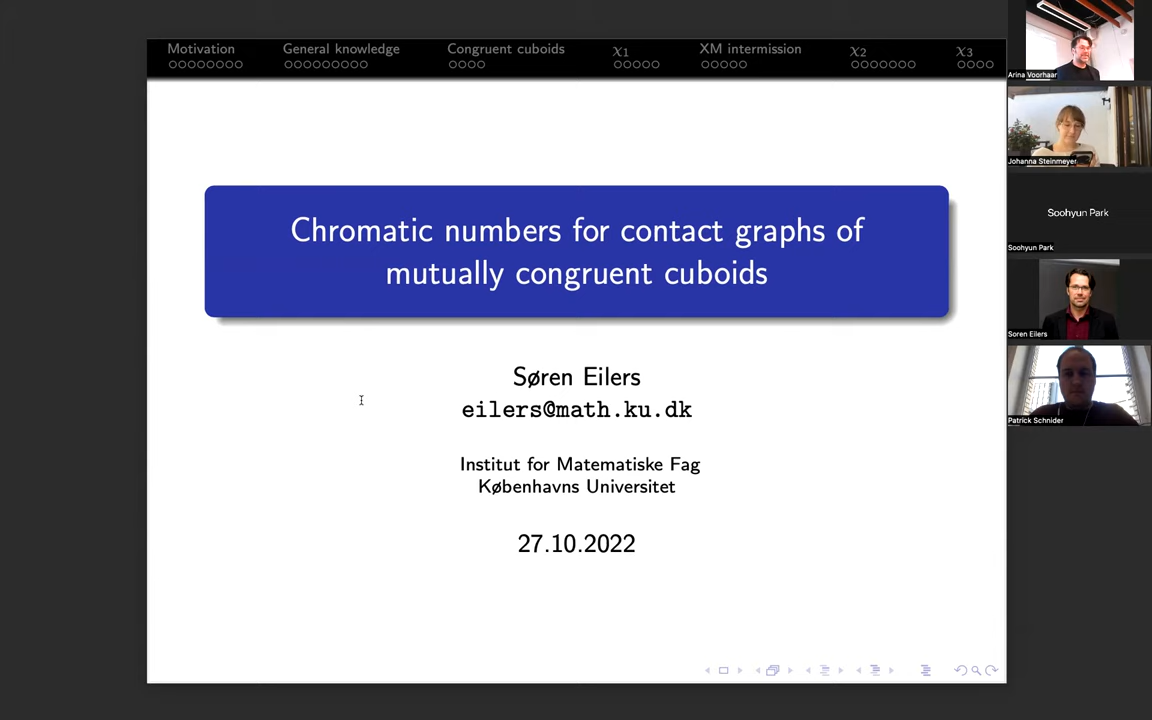 Motivation
General knowledge
Congruent cuboids
χ1
XM intermission
χ2
χ3
Chromatic numbers for contact graphs of
mutually congruent cuboids
Søren Eilers
eilers@math.ku.dk
Institut for Matematiske Fag
Københavns Universitet
27.10.2022
Arina Voorhaar
Johanna Steinmeyer
Soohyun Park
Soohyun Park
Soren Eilers
Patrick Schnider